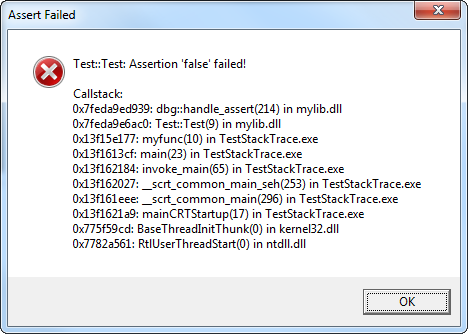 Assert Failed
Test::Test: Assertion 'false' failed!
Callstack:
0x7feda9ed939: dbg::handle_assert(214) in mylib.dll
0x7feda9e6ac0: Test::Test(9) in mylib.dll
0x13f15e177: myfunc(10) in TestStackTrace.exe
0x13f1613cf: main(23) in TestStackTrace.exe
0x13f162184: invoke_main(65) in TestStackTrace.exe
0x13f162027: __scrt_common_main_seh(253) in TestStackTrace.exe
0x13f161eee: __scrt_common_main(296) in TestStackTrace.exe
0x13f1621a9: mainCRTStartup(17) in TestStackTrace.exe
0x775f59cd: BaseThreadInitThunk(0) in kernel32.dll
0x7782a561: RtlUserThreadStart(0) in ntdll.dll
OK